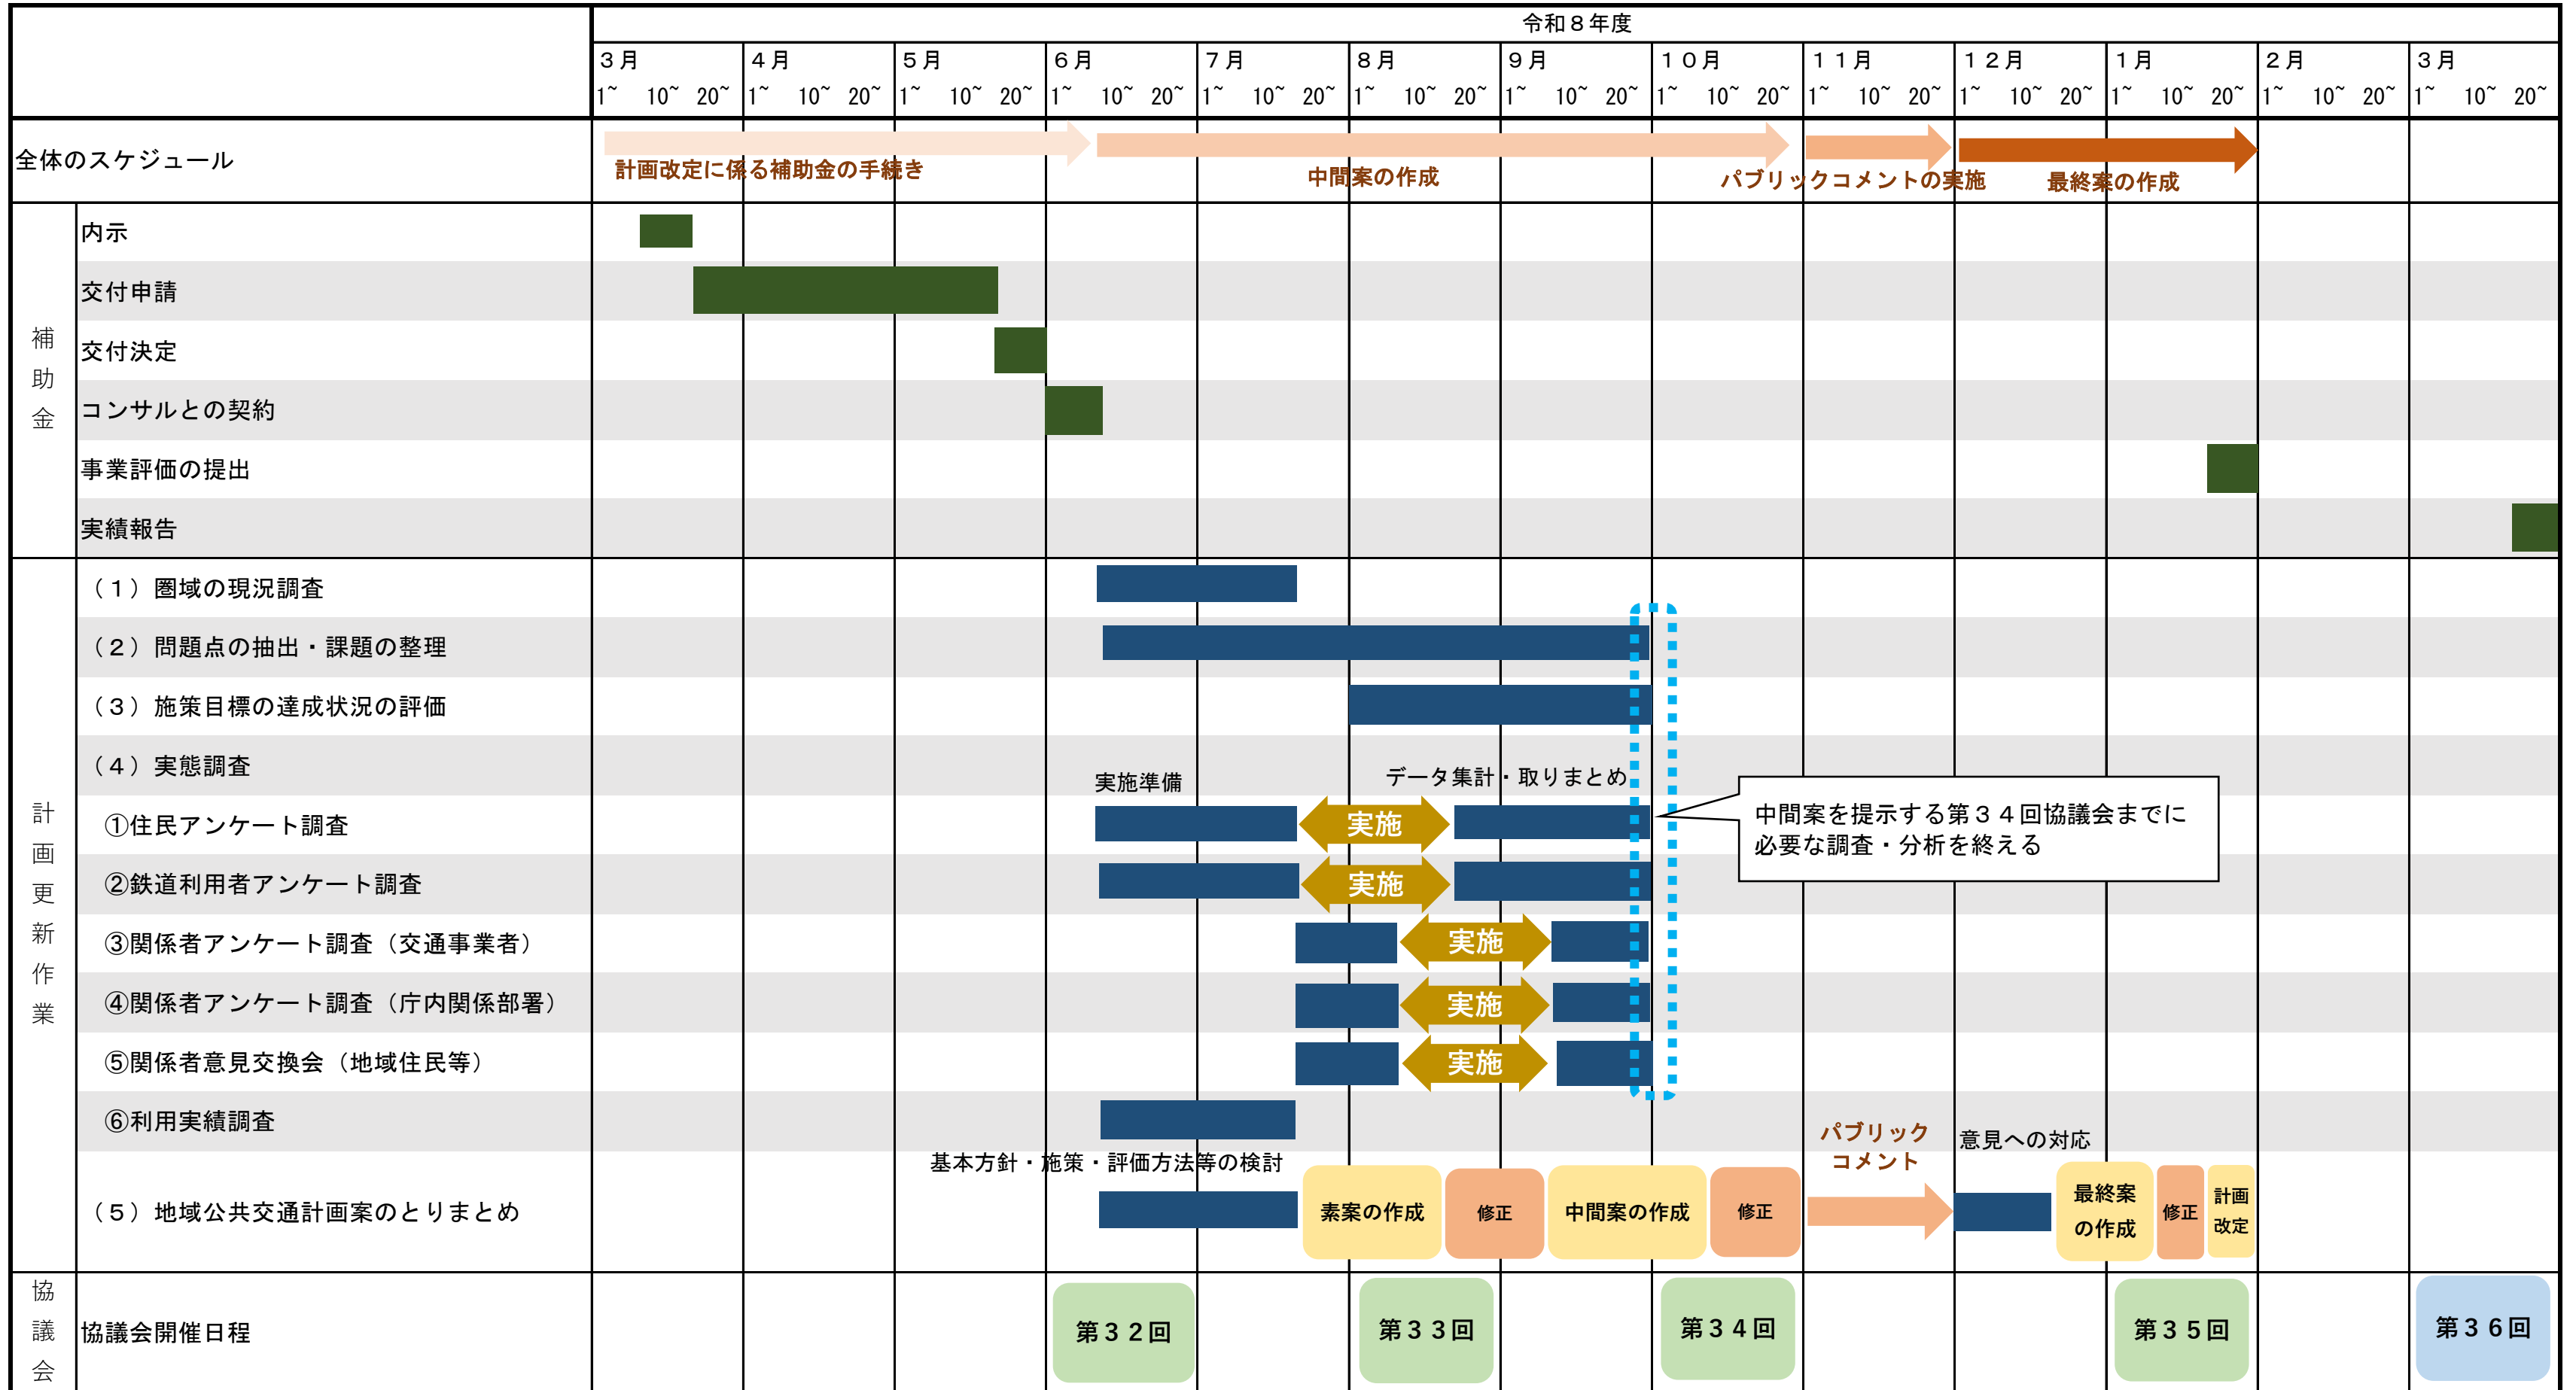 令和８年度
３月 ４月 ５月 ６月 ７月 ８月 ９月 １０月 １１月 １２月 １月 ２月 ３月
1~ 10~ 20~ 1~ 10~ 20~ 1~ 10~ 20~ 1~ 10~ 20~ 1~ 10~ 20~ 1~ 10~ 20~ 1~ 10~ 20~ 1~ 10~ 20~ 1~ 10~ 20~ 1~ 10~ 20~ 1~ 10~ 20~ 1~ 10~ 20~ 1~ 10~ 20~
全体のスケジュール
計画改定に係る補助金の手続き
中間案の作成
パブリックコメントの実施
最終案の作成
補助金
内示
交付申請
交付決定
コンサルとの契約
事業評価の提出
実績報告
計画更新作業
（１）圏域の現況調査
（２）問題点の抽出・課題の整理
（３）施策目標の達成状況の評価
（４）実態調査
実施準備
データ集計・取りまとめ
①住民アンケート調査
実施
中間案を提示する第３４回協議会までに
必要な調査・分析を終える
②鉄道利用者アンケート調査
実施
③関係者アンケート調査（交通事業者）
実施
④関係者アンケート調査（庁内関係部署）
実施
⑤関係者意見交換会（地域住民等）
実施
⑥利用実績調査
基本方針・施策・評価方法等の検討
（５）地域公共交通計画案のとりまとめ
素案の作成
修正
中間案の作成
修正
パブリック
コメント
意見への対応
最終案
の作成
修正
計画
改定
協議会
協議会開催日程
第３２回
第３３回
第３４回
第３５回
第３６回